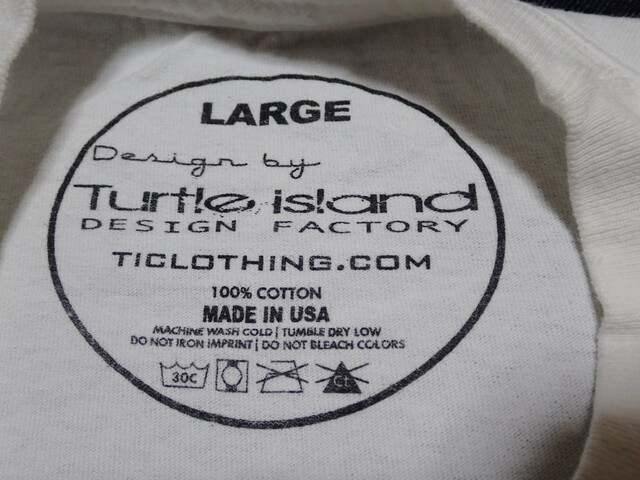 LARGE
Design by
Turtle island
DESIGN FACTORY
TICLOTHING.COM
100% COTTON
MADE IN USA
MACHINE WASH COLD | TUMBLE DRY LOW
DO NOT IRON IMPRINT | DO NOT BLEACH COLORS
30C Cl